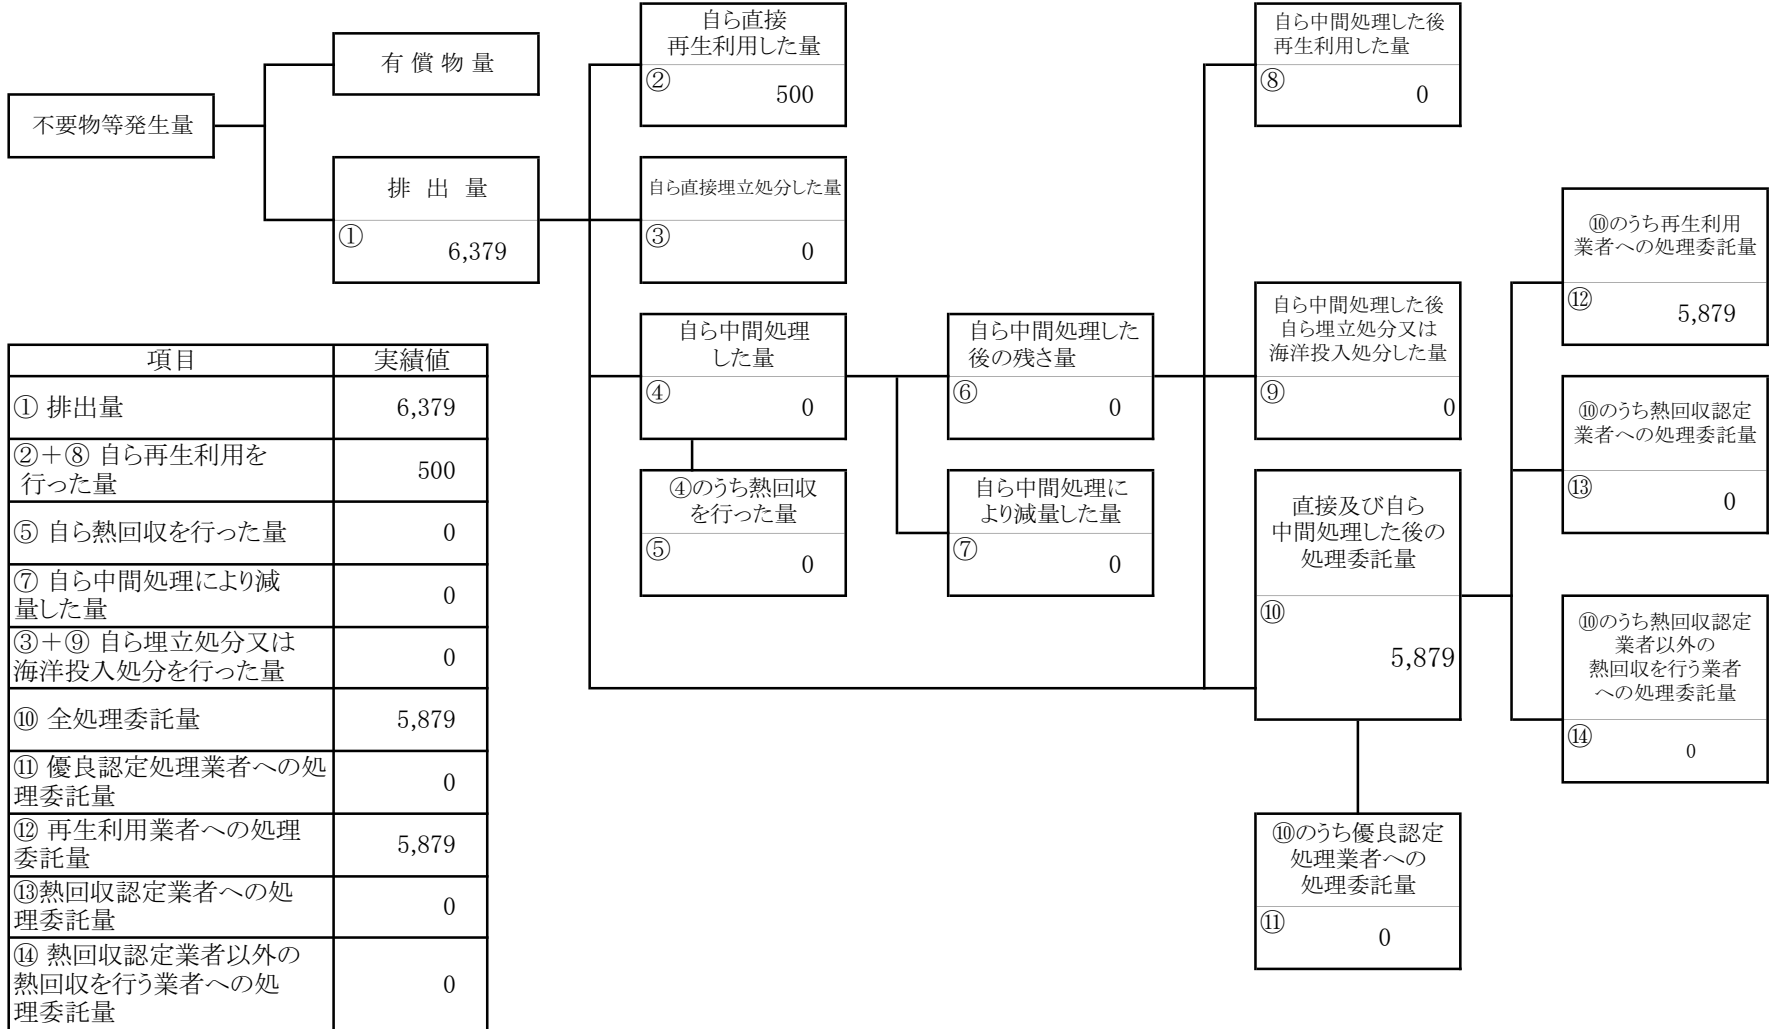 不要物等発生量
有 償 物 量
排 出 量
①
6,379
自ら直接
再生利用した量
②
500
自ら直接埋立処分した量
③
0
自ら中間処理
した量
④
0
④のうち熱回収
を行った量
⑤
0
自ら中間処理した
後の残さ量
⑥
0
自ら中間処理に
より減量した量
⑦
0
自ら中間処理した後
再生利用した量
⑧
0
自ら中間処理した後
自ら埋立処分又は
海洋投入処分した量
⑨
0
直接及び自ら
中間処理した後の
処理委託量
⑩
5,879
⑩のうち優良認定
処理業者への
処理委託量
⑪
0
⑩のうち再生利用
業者への処理委託量
⑫
5,879
⑩のうち熱回収認定
業者への処理委託量
⑬
0
⑩のうち熱回収認定
業者以外の
熱回収を行う業者
への処理委託量
⑭
0
項目 実績値
① 排出量 6,379
②+⑧ 自ら再生利用を
行った量 500
⑤ 自ら熱回収を行った量 0
⑦ 自ら中間処理により減
量した量 0
③+⑨ 自ら埋立処分又は
海洋投入処分を行った量 0
⑩ 全処理委託量 5,879
⑪ 優良認定処理業者への処
理委託量 0
⑫ 再生利用業者への処理
委託量 5,879
⑬熱回収認定業者への処
理委託量 0
⑭ 熱回収認定業者以外の
熱回収を行う業者への処
理委託量 0